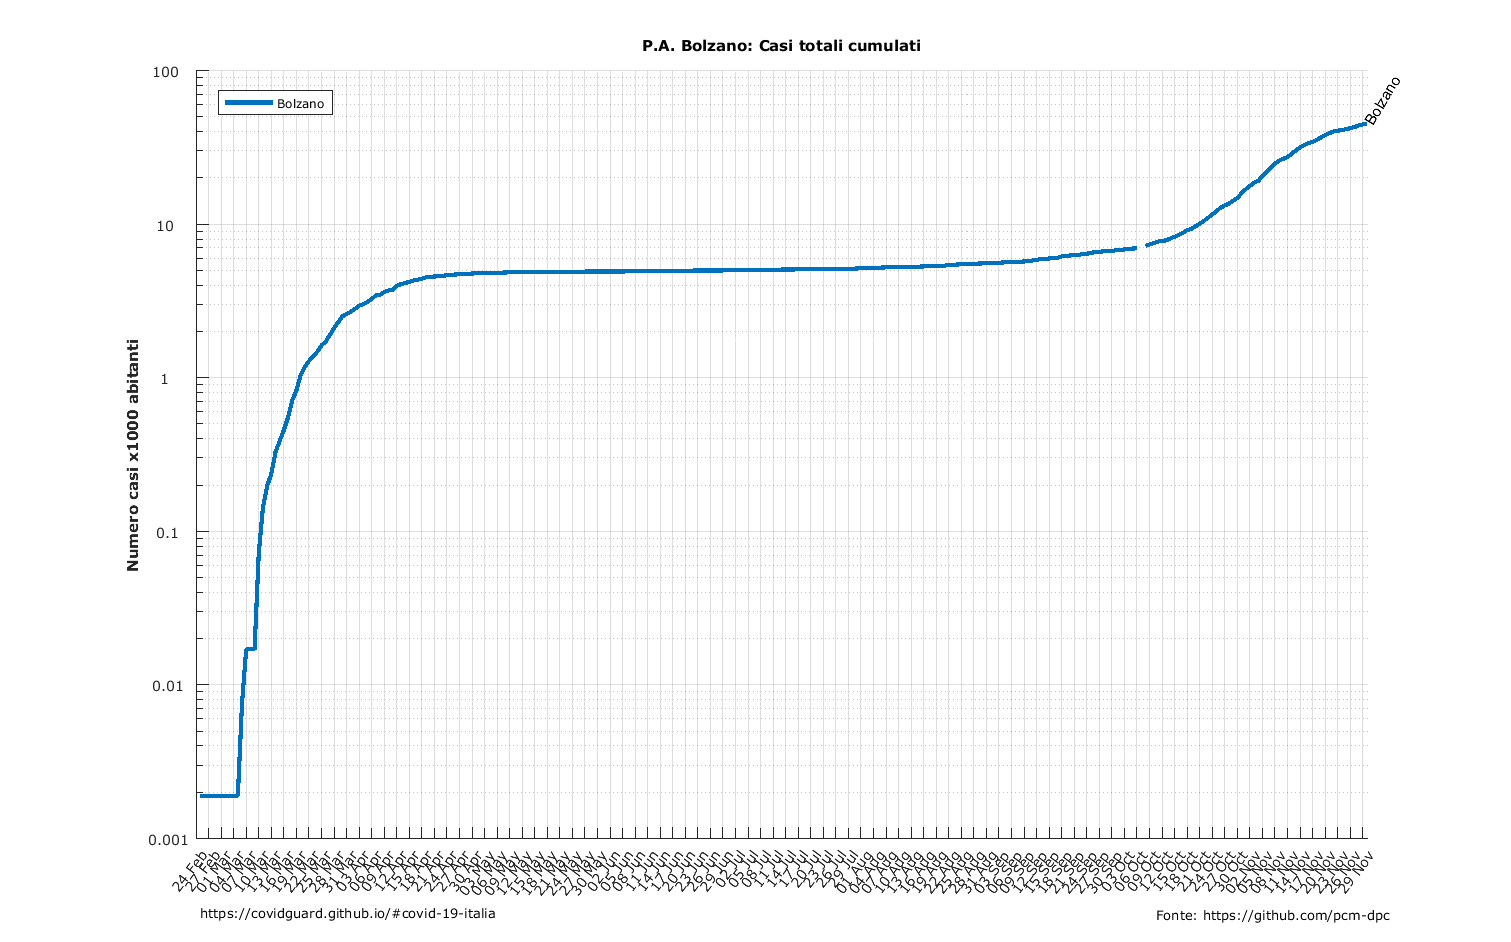 P.A. Bolzano: Casi totali cumulati
Bolzano
Bolzano
Numero casi x1000 abitanti
100
10
1
0.1
0.01
0.001
24 Feb
27 Feb
01 Mar
04 Mar
07 Mar
10 Mar
13 Mar
16 Mar
19 Mar
22 Mar
25 Mar
28 Mar
31 Mar
03 Apr
06 Apr
09 Apr
12 Apr
15 Apr
18 Apr
21 Apr
24 Apr
27 Apr
30 Apr
03 May
06 May
09 May
12 May
15 May
18 May
21 May
24 May
27 May
30 May
02 Jun
05 Jun
08 Jun
11 Jun
14 Jun
17 Jun
20 Jun
23 Jun
26 Jun
29 Jun
02 Jul
05 Jul
08 Jul
11 Jul
14 Jul
17 Jul
20 Jul
23 Jul
26 Jul
29 Jul
01 Aug
04 Aug
07 Aug
10 Aug
13 Aug
16 Aug
19 Aug
22 Aug
25 Aug
28 Aug
31 Aug
03 Sep
06 Sep
09 Sep
12 Sep
15 Sep
18 Sep
21 Sep
24 Sep
27 Sep
30 Sep
03 Oct
06 Oct
09 Oct
12 Oct
15 Oct
18 Oct
21 Oct
24 Oct
27 Oct
30 Oct
02 Nov
05 Nov
08 Nov
11 Nov
14 Nov
17 Nov
20 Nov
23 Nov
26 Nov
29 Nov
https://covidguard.github.io/#covid-19-italia
Fonte: https://github.com/pcm-dpc